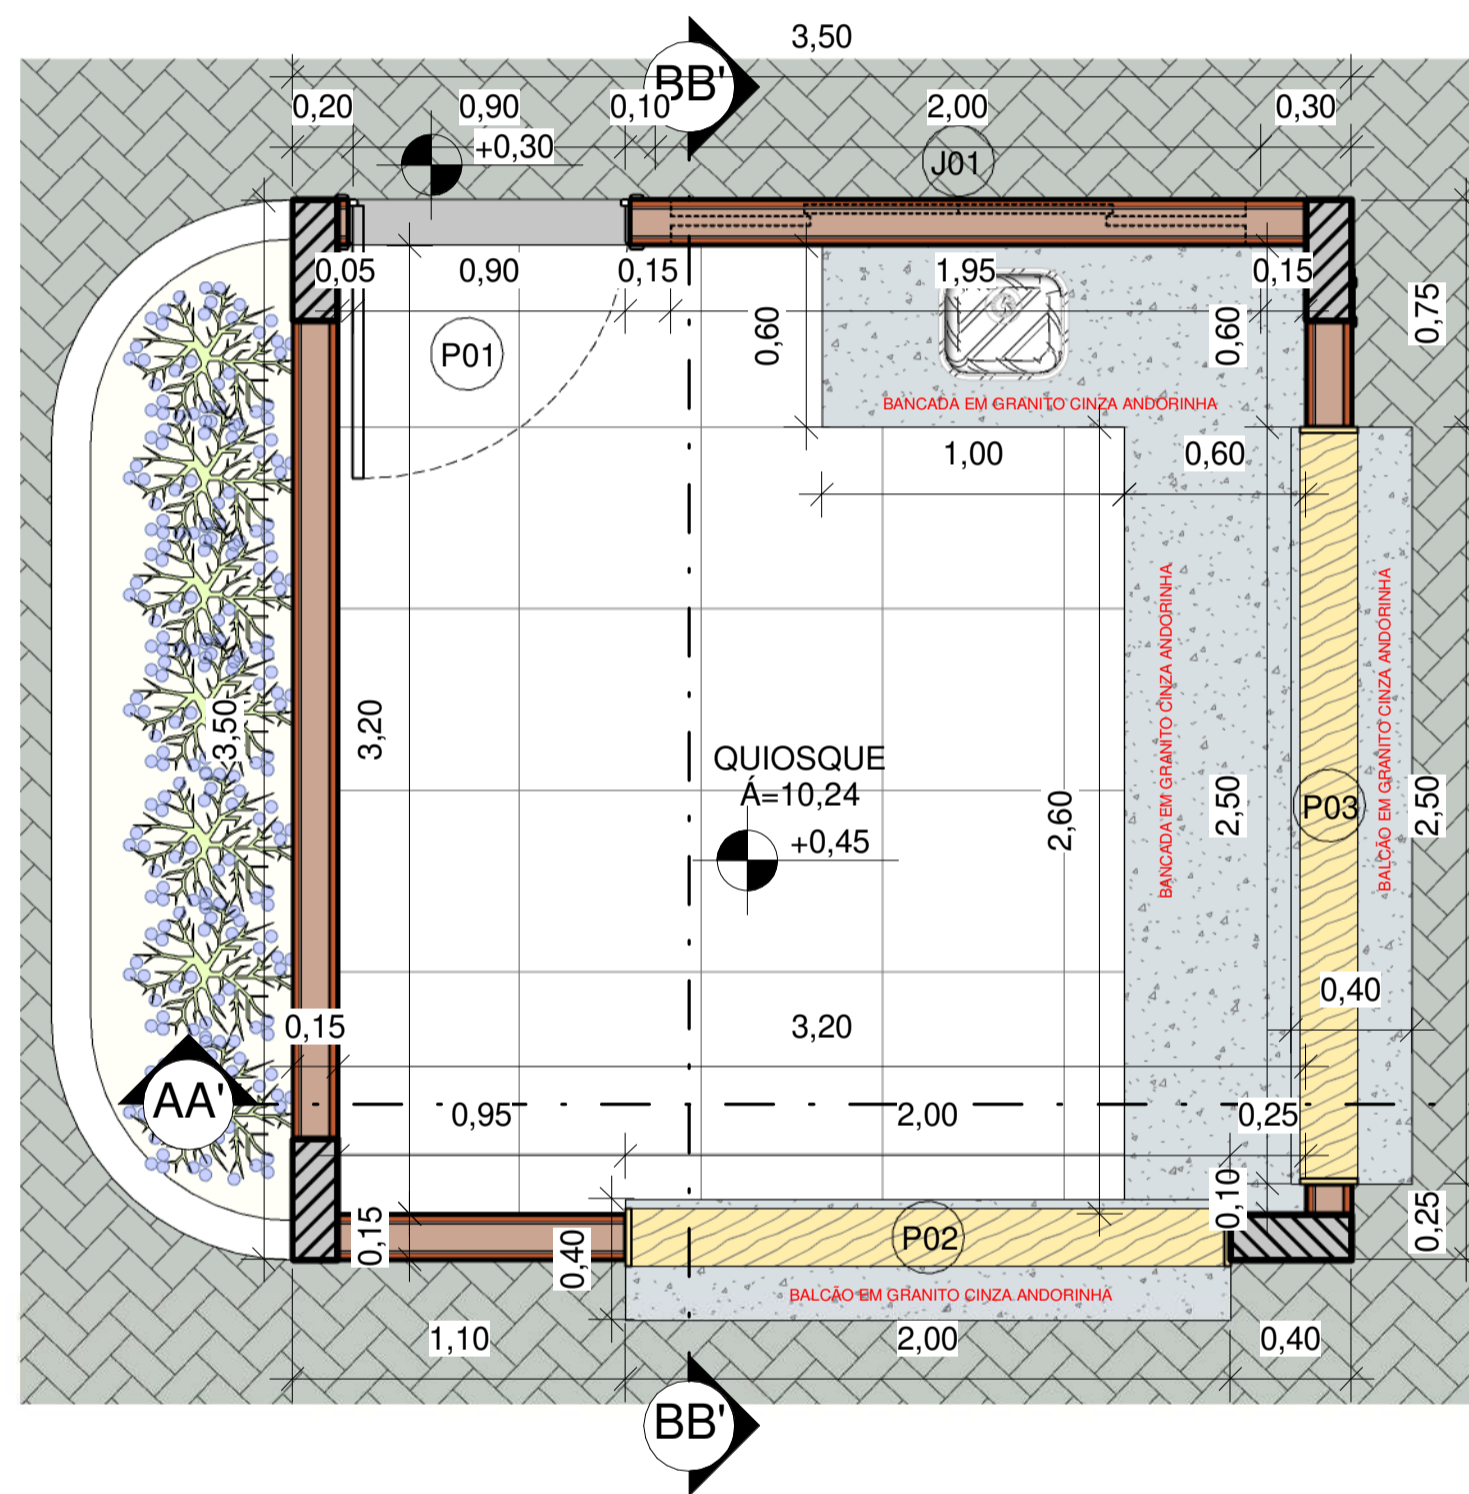 3,50
BB'
0,20
0,90
0,10
2,00
0,30
+0,30
J01
0,05
0,90
0,15
1,95
0,15
P01
0,60
0,60
0,75
BANCADA EM GRANITO CINZA ANDORINHA
1,00
0,60
3,50
3,20
QUIOSQUE
Á=10,24
+0,45
2,60
BANCADA EM GRANITO CINZA ANDORINHA
2,50
P03
BALCÃO EM GRANITO CINZA ANDORINHA
2,50
0,40
0,15
3,20
AA'
0,95
2,00
0,25
0,10
0,15
0,40
P02
0,25
BALCÃO EM GRANITO CINZA ANDORINHA
1,10
2,00
0,40
BB'